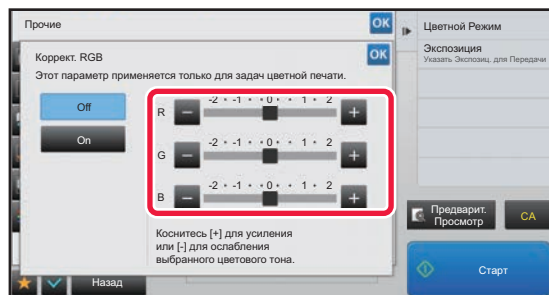 Прочие
OK
Коррект. RGB
OK
Этот параметр применяется только для задач цветной печати.
Off
On
R
-2 • -1 • • 0 • • 1 • 2
− +
G
-2 • -1 • • 0 • • 1 • 2
− +
B
-2 • -1 • • 0 • • 1 • 2
− +
Коснитесь [+] для усиления
или [-] для ослабления
выбранного цветового тона.
Назад
Цветной Режим
Экспозиция
Указать Экспозиц. для Передачи
Предварит.
Просмотр
CA
Старт